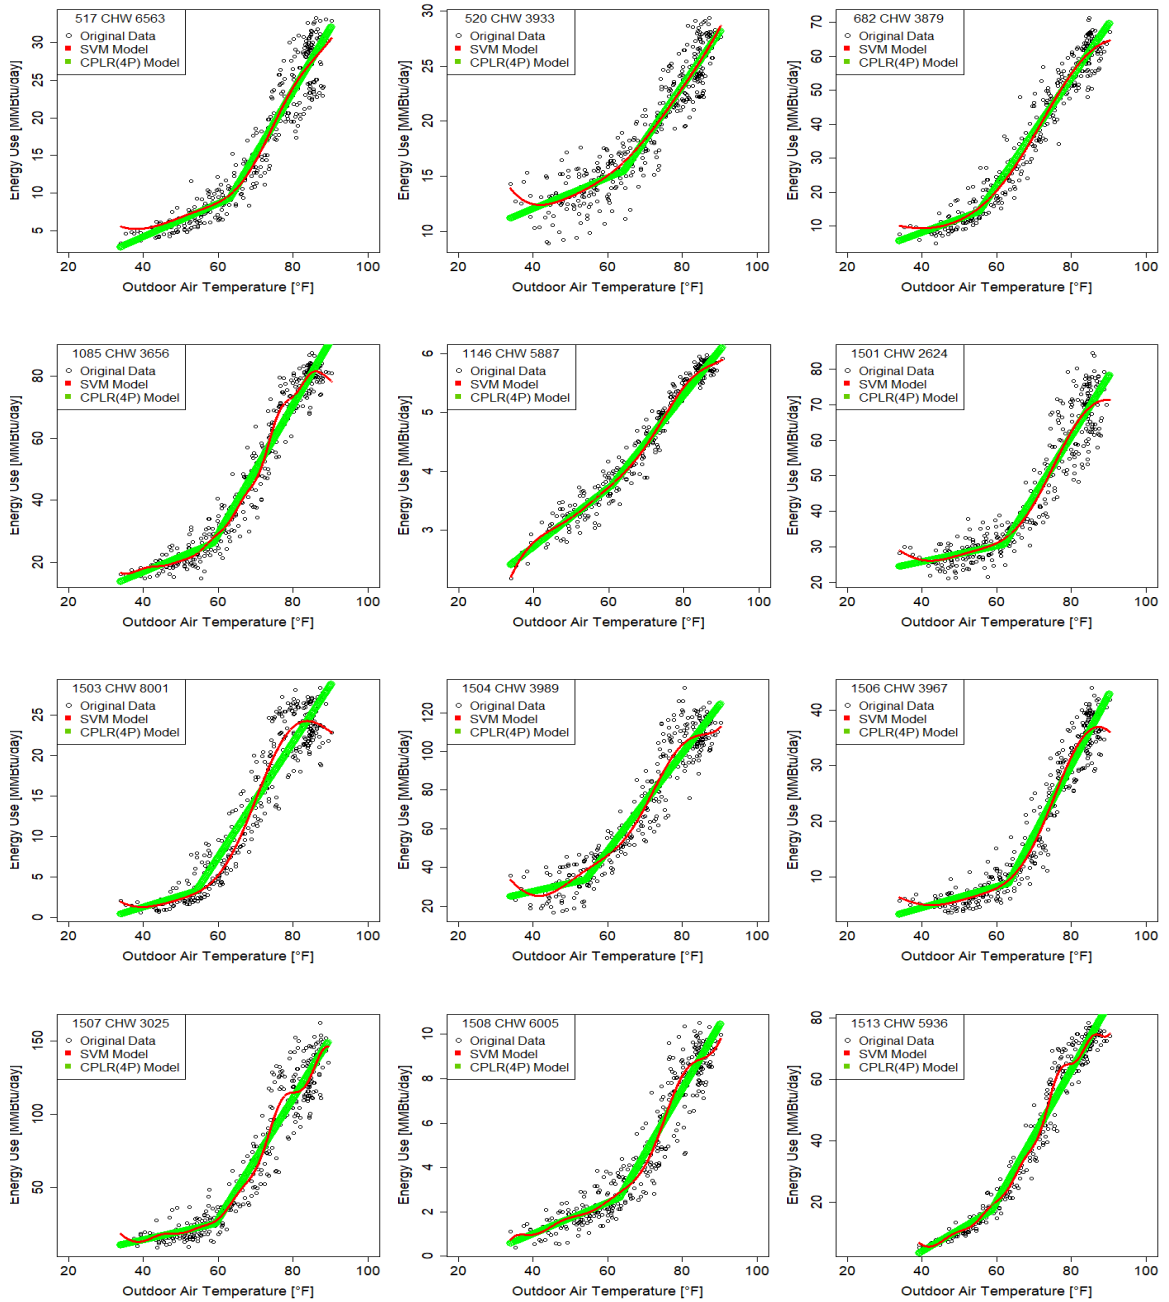 517 CHW 6563
Original Data
SVM Model
CPLR(4P) Model
Energy Use [MMBtu/day]
30
25
20
15
10
5
20 40 60 80 100
Outdoor Air Temperature [°F]
520 CHW 3933
Original Data
SVM Model
CPLR(4P) Model
Energy Use [MMBtu/day]
30
25
20
15
10
20 40 60 80 100
Outdoor Air Temperature [°F]
682 CHW 3879
Original Data
SVM Model
CPLR(4P) Model
Energy Use [MMBtu/day]
70
60
50
40
30
20
10
20 40 60 80 100
Outdoor Air Temperature [°F]
1085 CHW 3656
Original Data
SVM Model
CPLR(4P) Model
Energy Use [MMBtu/day]
80
60
40
20
20 40 60 80 100
Outdoor Air Temperature [°F]
1146 CHW 5887
Original Data
SVM Model
CPLR(4P) Model
Energy Use [MMBtu/day]
6
5
4
3
20 40 60 80 100
Outdoor Air Temperature [°F]
1501 CHW 2624
Original Data
SVM Model
CPLR(4P) Model
Energy Use [MMBtu/day]
80
70
60
50
40
30
20
20 40 60 80 100
Outdoor Air Temperature [°F]
1503 CHW 8001
Original Data
SVM Model
CPLR(4P) Model
Energy Use [MMBtu/day]
25
20
15
10
5
0
20 40 60 80 100
Outdoor Air Temperature [°F]
1504 CHW 3989
Original Data
SVM Model
CPLR(4P) Model
Energy Use [MMBtu/day]
120
100
80
60
40
20
20 40 60 80 100
Outdoor Air Temperature [°F]
1506 CHW 3967
Original Data
SVM Model
CPLR(4P) Model
Energy Use [MMBtu/day]
40
30
20
10
20 40 60 80 100
Outdoor Air Temperature [°F]
1507 CHW 3025
Original Data
SVM Model
CPLR(4P) Model
Energy Use [MMBtu/day]
150
100
50
20 40 60 80 100
Outdoor Air Temperature [°F]
1508 CHW 6005
Original Data
SVM Model
CPLR(4P) Model
Energy Use [MMBtu/day]
10
8
6
4
2
0
20 40 60 80 100
Outdoor Air Temperature [°F]
1513 CHW 5936
Original Data
SVM Model
CPLR(4P) Model
Energy Use [MMBtu/day]
80
60
40
20
20 40 60 80 100
Outdoor Air Temperature [°F]